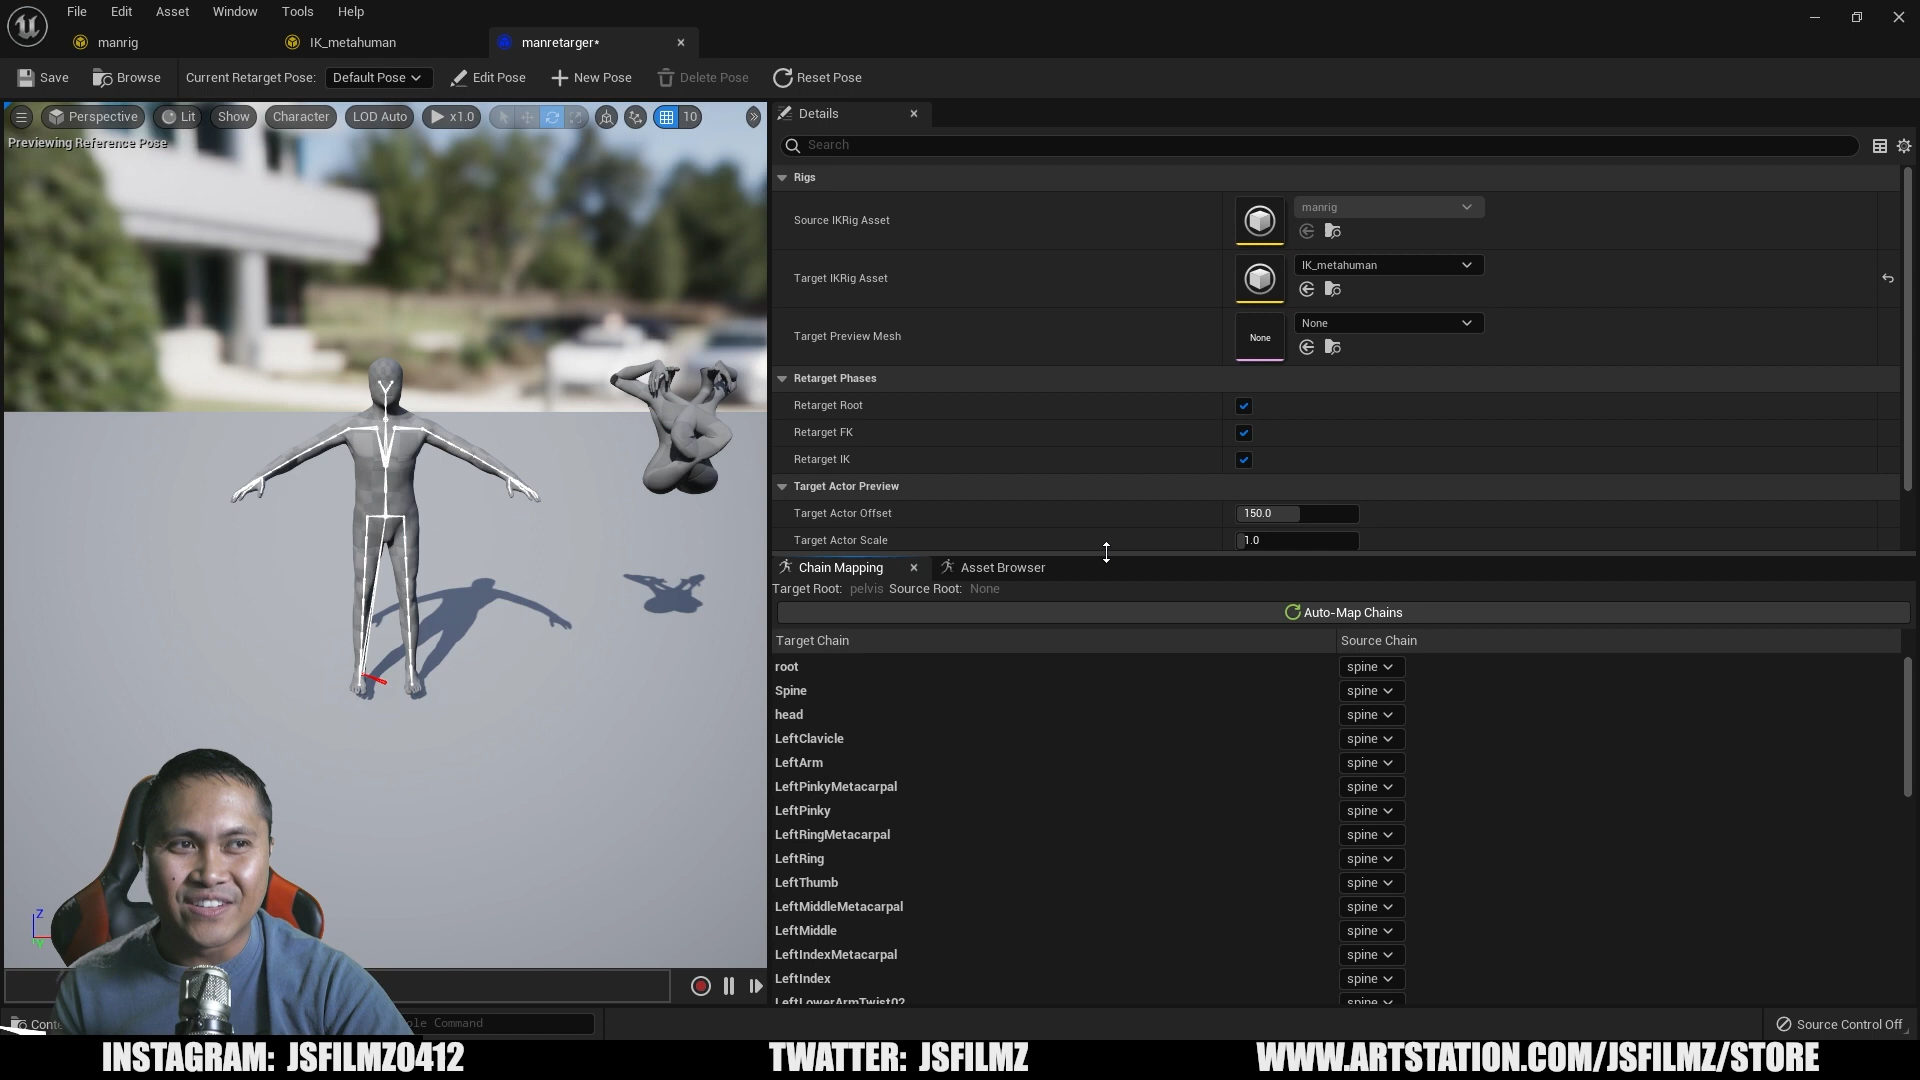 File Edit Asset Window Tools Help
manrig IK_metahuman manretarger*
Save Browse Current Retarget Pose: Default Pose Edit Pose New Pose Delete Pose Reset Pose
Perspective Lit Show Character LOD Auto x1.0 10
Previewing Reference Pose
Details
Search
Rigs
Source IKRig Asset manrig
Target IKRig Asset IK_metahuman
Target Preview Mesh None None
Retarget Phases
Retarget Root
Retarget FK
Retarget IK
Target Actor Preview
Target Actor Offset 150.0
Target Actor Scale 1.0
Chain Mapping Asset Browser
Target Root: pelvis Source Root: None
Auto-Map Chains
Target Chain Source Chain
root spine
Spine spine
head spine
LeftClavicle spine
LeftArm spine
LeftPinkyMetacarpal spine
LeftPinky spine
LeftRingMetacarpal spine
LeftRing spine
LeftThumb spine
LeftMiddleMetacarpal spine
LeftMiddle spine
LeftIndexMetacarpal spine
LeftIndex spine
LeftLowerArmTwist02 spine
Z
Y
Conte ole Command Source Control Off
INSTAGRAM: JSFILMZ0412 TWATTER: JSFILMZ WWW.ARTSTATION.COM/JSFILMZ/STORE